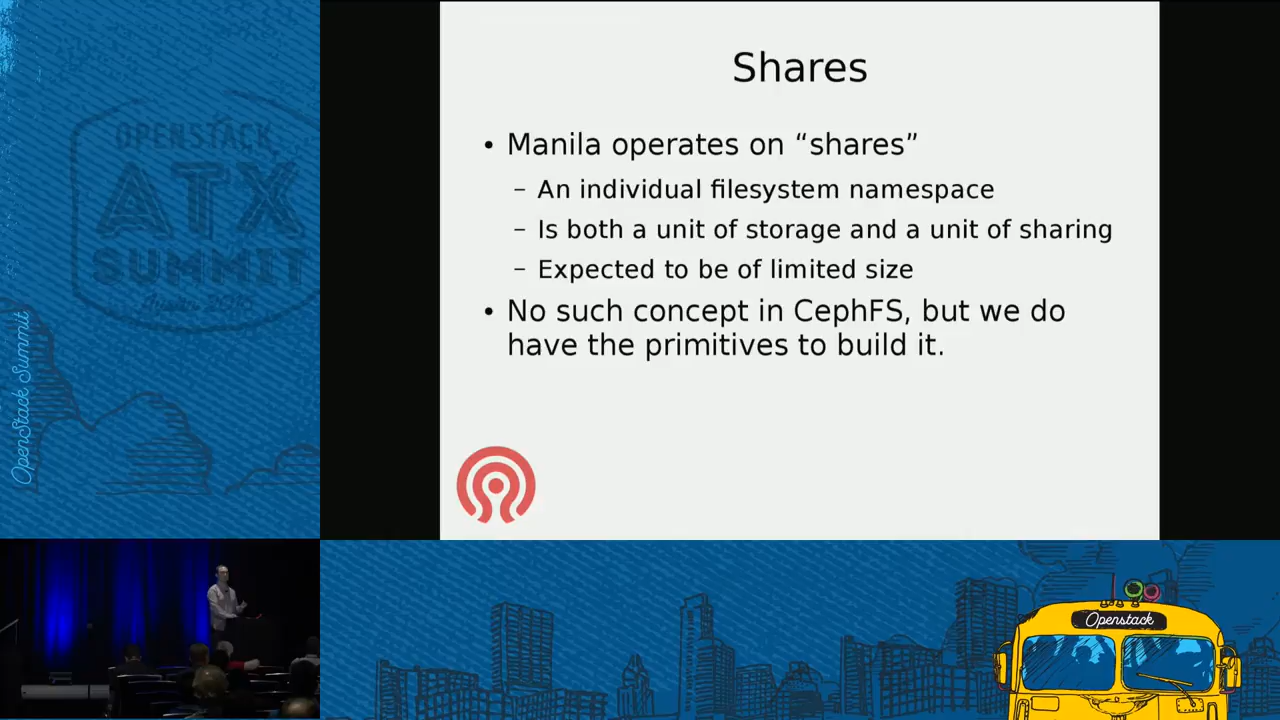 Shares
• Manila operates on “shares”
– An individual filesystem namespace
– Is both a unit of storage and a unit of sharing
– Expected to be of limited size
• No such concept in CephFS, but we do
have the primitives to build it.
OPENSTACK
ATX
SUMMIT
OpenStack Summit
Openstack